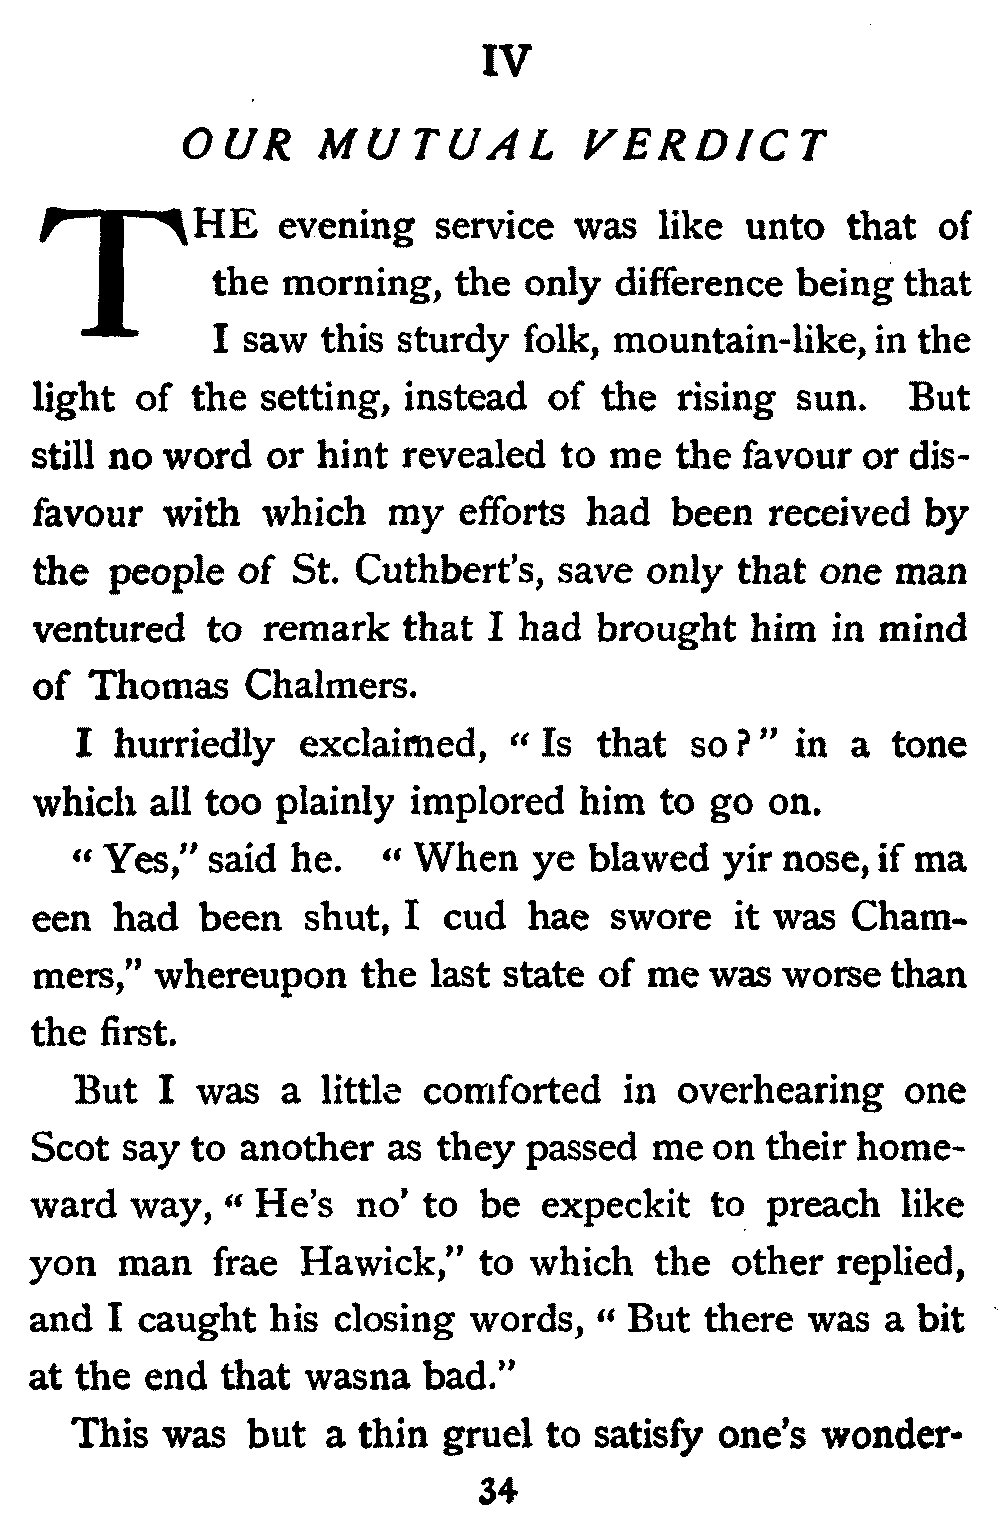 IV
OUR MUTUAL VERDICT
THE evening service was like unto that of
the morning, the only difference being that
I saw this sturdy folk, mountain-like, in the
light of the setting, instead of the rising sun. But
still no word or hint revealed to me the favour or dis-
favour with which my efforts had been received by
the people of St. Cuthbert's, save only that one man
ventured to remark that I had brought him in mind
of Thomas Chalmers.
I hurriedly exclaimed, “Is that so?” in a tone
which all too plainly implored him to go on.
“Yes,” said he. “When ye blawed yir nose, if ma
een had been shut, I cud hae swore it was Cham-
mers,” whereupon the last state of me was worse than
the first.
But I was a little comforted in overhearing one
Scot say to another as they passed me on their home-
ward way, “He's no' to be expeckit to preach like
yon man frae Hawick,” to which the other replied,
and I caught his closing words, “But there was a bit
at the end that wasna bad.”
This was but a thin gruel to satisfy one's wonder-
34